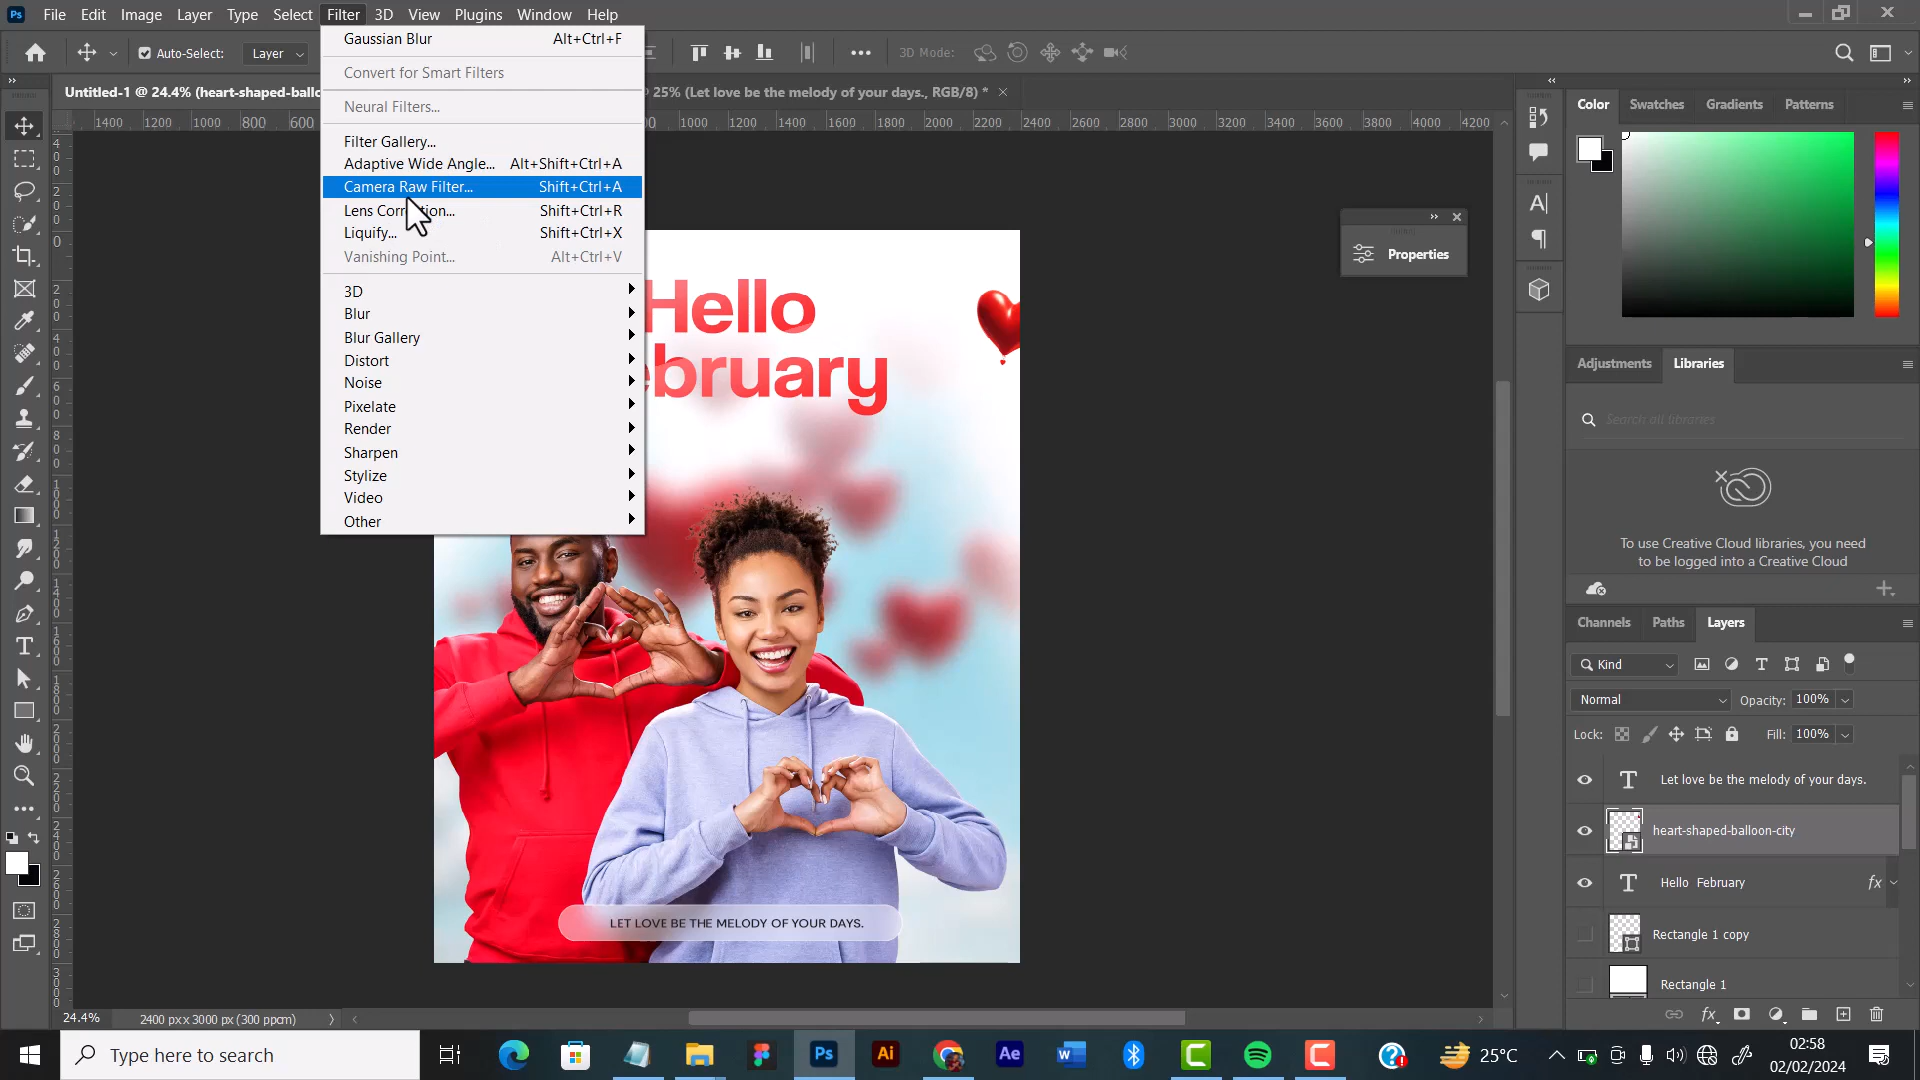 Ps File Edit Image Layer Type Select Filter 3D View Plugins Window Help
Auto-Select: Layer
3D Mode:
Gaussian Blur Alt+Ctrl+F
Convert for Smart Filters
Neural Filters...
Filter Gallery...
Adaptive Wide Angle... Alt+Shift+Ctrl+A
Camera Raw Filter... Shift+Ctrl+A
Lens Correction... Shift+Ctrl+R
Liquify... Shift+Ctrl+X
Vanishing Point... Alt+Ctrl+V
3D
Blur
Blur Gallery
Distort
Noise
Pixelate
Render
Sharpen
Stylize
Video
Other
Untitled-1 @ 24.4% (heart-shaped-ballo
@ 25% (Let love be the melody of your days., RGB/8) *
1400 1200 1000 800 600
1000 1200 1400 1600 1800 2000 2200 2400 2600 2800 3000 3200 3400 3600 3800 4000 4200
Hello
ebruary
LET LOVE BE THE MELODY OF YOUR DAYS.
Properties
Color Swatches Gradients Patterns
Adjustments Libraries
Search all libraries
To use Creative Cloud libraries, you need
to be logged into a Creative Cloud
Channels Paths Layers
Kind
Normal Opacity: 100%
Lock: Fill: 100%
Let love be the melody of your days.
heart-shaped-balloon-city
Hello February fx
Rectangle 1 copy
Rectangle 1
24.4% 2400 px x 3000 px (300 ppcm)
Type here to search
Ps Ai Ae
25°C
02:58
02/02/2024